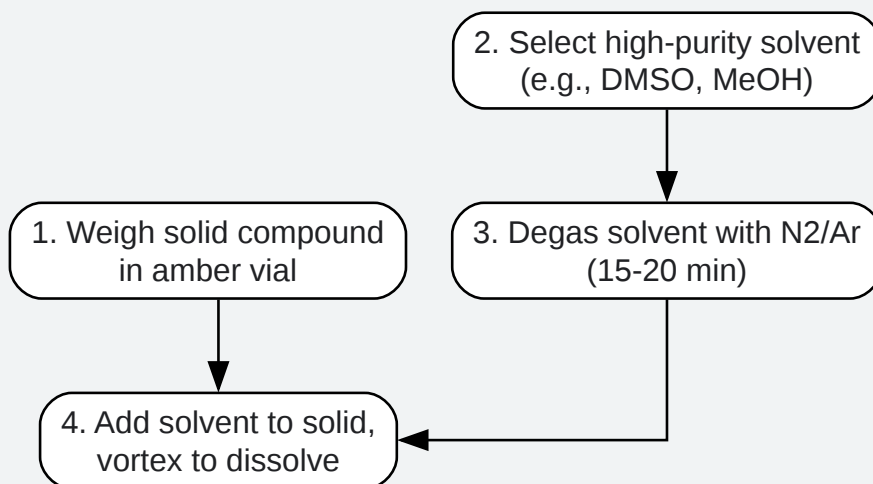 2. Select high-purity solvent
(e.g., DMSO, MeOH)
1. Weigh solid compound
in amber vial
3. Degas solvent with N2/Ar
(15-20 min)
4. Add solvent to solid,
vortex to dissolve